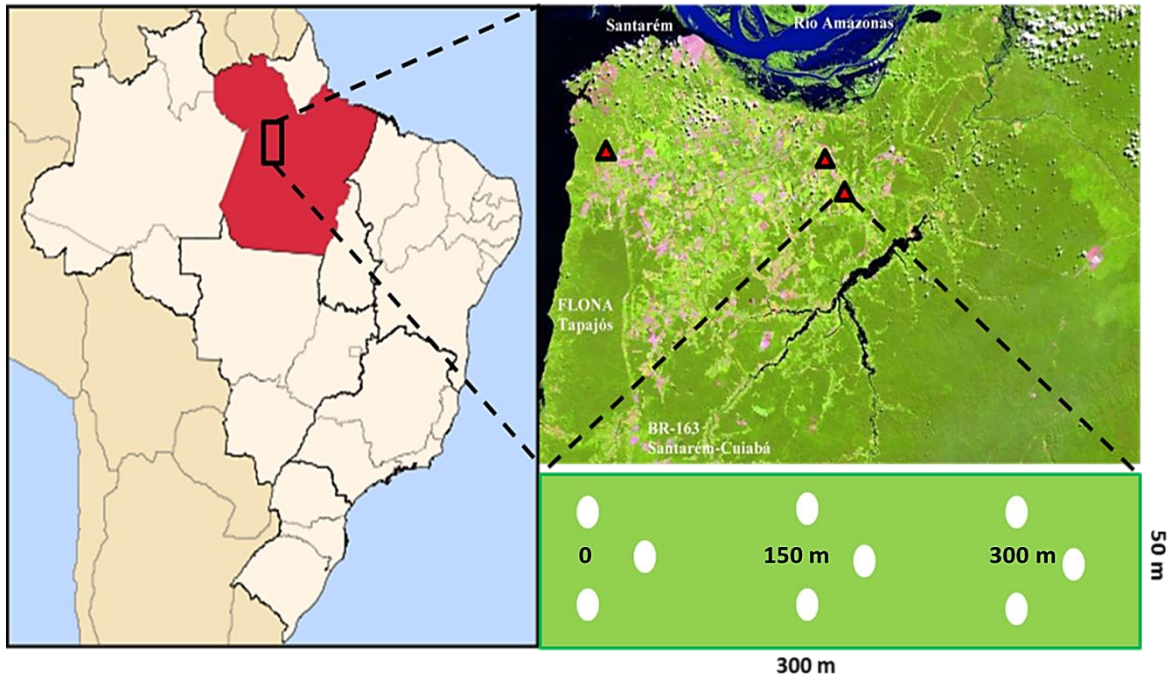 Santarém
Rio Amazonas
FLONA
Tapajós
BR-163
Santarém-Cuiabá
0
150 m
300 m
50 m
300 m